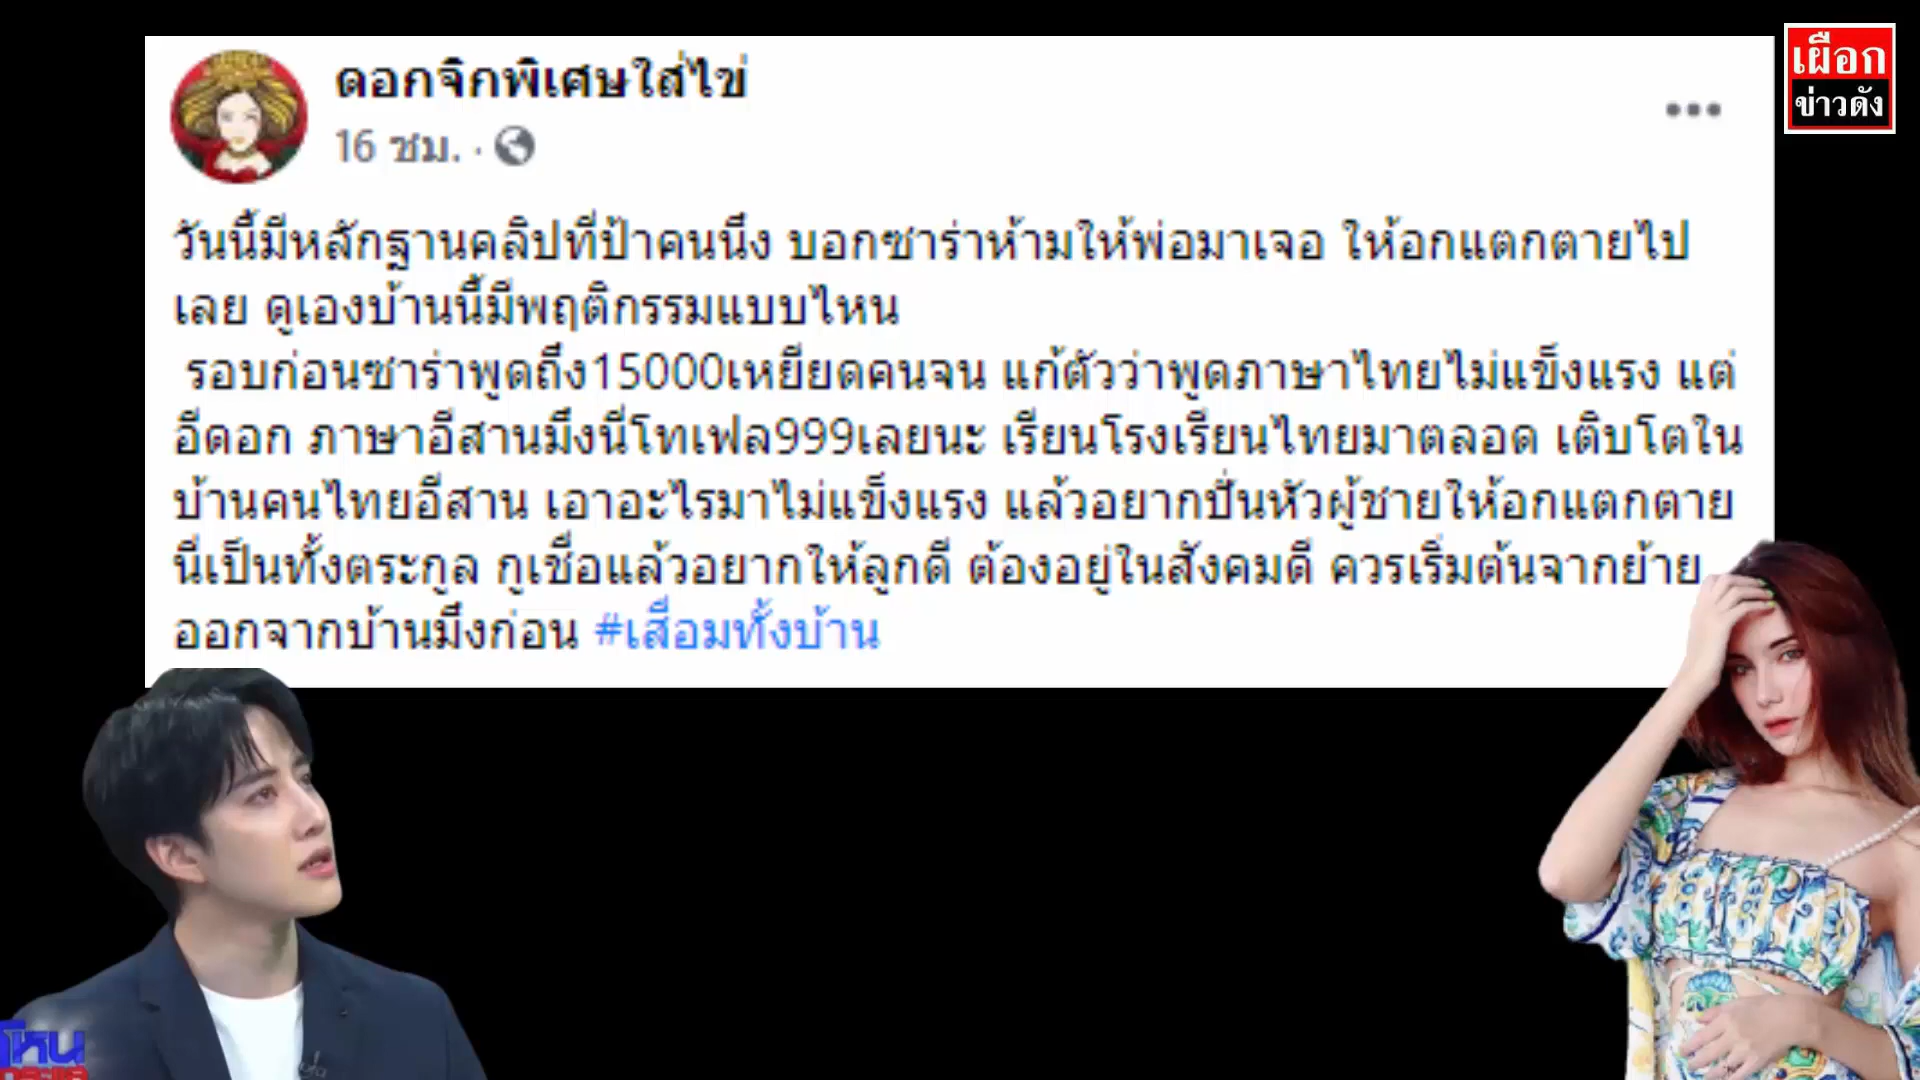 ดอกจิกพิเศษใส่ไข่
16 ชม. ·
เผือก
ข่าวดัง
วันนี้มีหลักฐานคลิปที่ป้าคนนึง บอกซาร่าห้ามให้พ่อมาเจอ ให้อกแตกตายไป
เลย ดูเองบ้านนี้มีพฤติกรรมแบบไหน
รอบก่อนซาร่าพูดถึง15000เหยียดคนจน แก้ตัวว่าพูดภาษาไทยไม่แข็งแรง แต่
อีดอก ภาษาอีสานมึงนี่โทเฟล999เลยนะ เรียนโรงเรียนไทยมาตลอด เติบโตใน
บ้านคนไทยอีสาน เอาอะไรมาไม่แข็งแรง แล้วอยากปั่นหัวผู้ชายให้อกแตกตาย
นี่เป็นทั้งตระกูล กูเชื่อแล้วอยากให้ลูกดี ต้องอยู่ในสังคมดี ควรเริ่มต้นจากย้าย
ออกจากบ้านมึงก่อน #เสื่อมทั้งบ้าน
โหน
กระแส